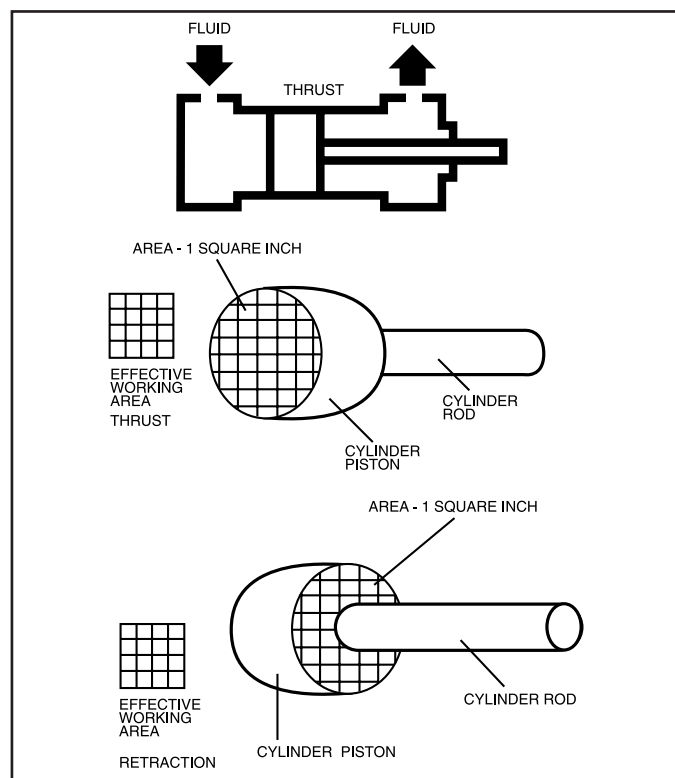 FLUID
FLUID
THRUST
AREA - 1 SQUARE INCH
EFFECTIVE
WORKING
AREA
THRUST
CYLINDER
ROD
CYLINDER
PISTON
AREA - 1 SQUARE INCH
EFFECTIVE
WORKING
AREA
RETRACTION
CYLINDER PISTON
CYLINDER ROD